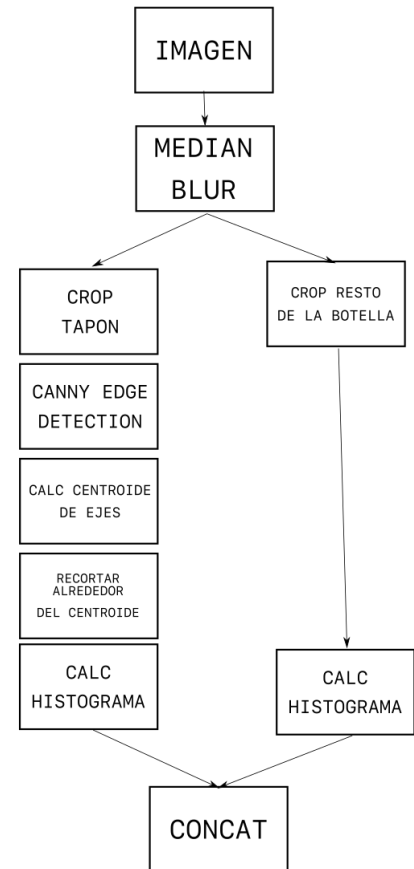 IMAGEN
MEDIAN
BLUR
CROP
TAPON
CROP RESTO
DE LA BOTELLA
CANNY EDGE
DETECTION
CALC CENTROIDE
DE EJES
RECORTAR
ALREDEDOR
DEL CENTROIDE
CALC
HISTOGRAMA
CALC
HISTOGRAMA
CONCAT